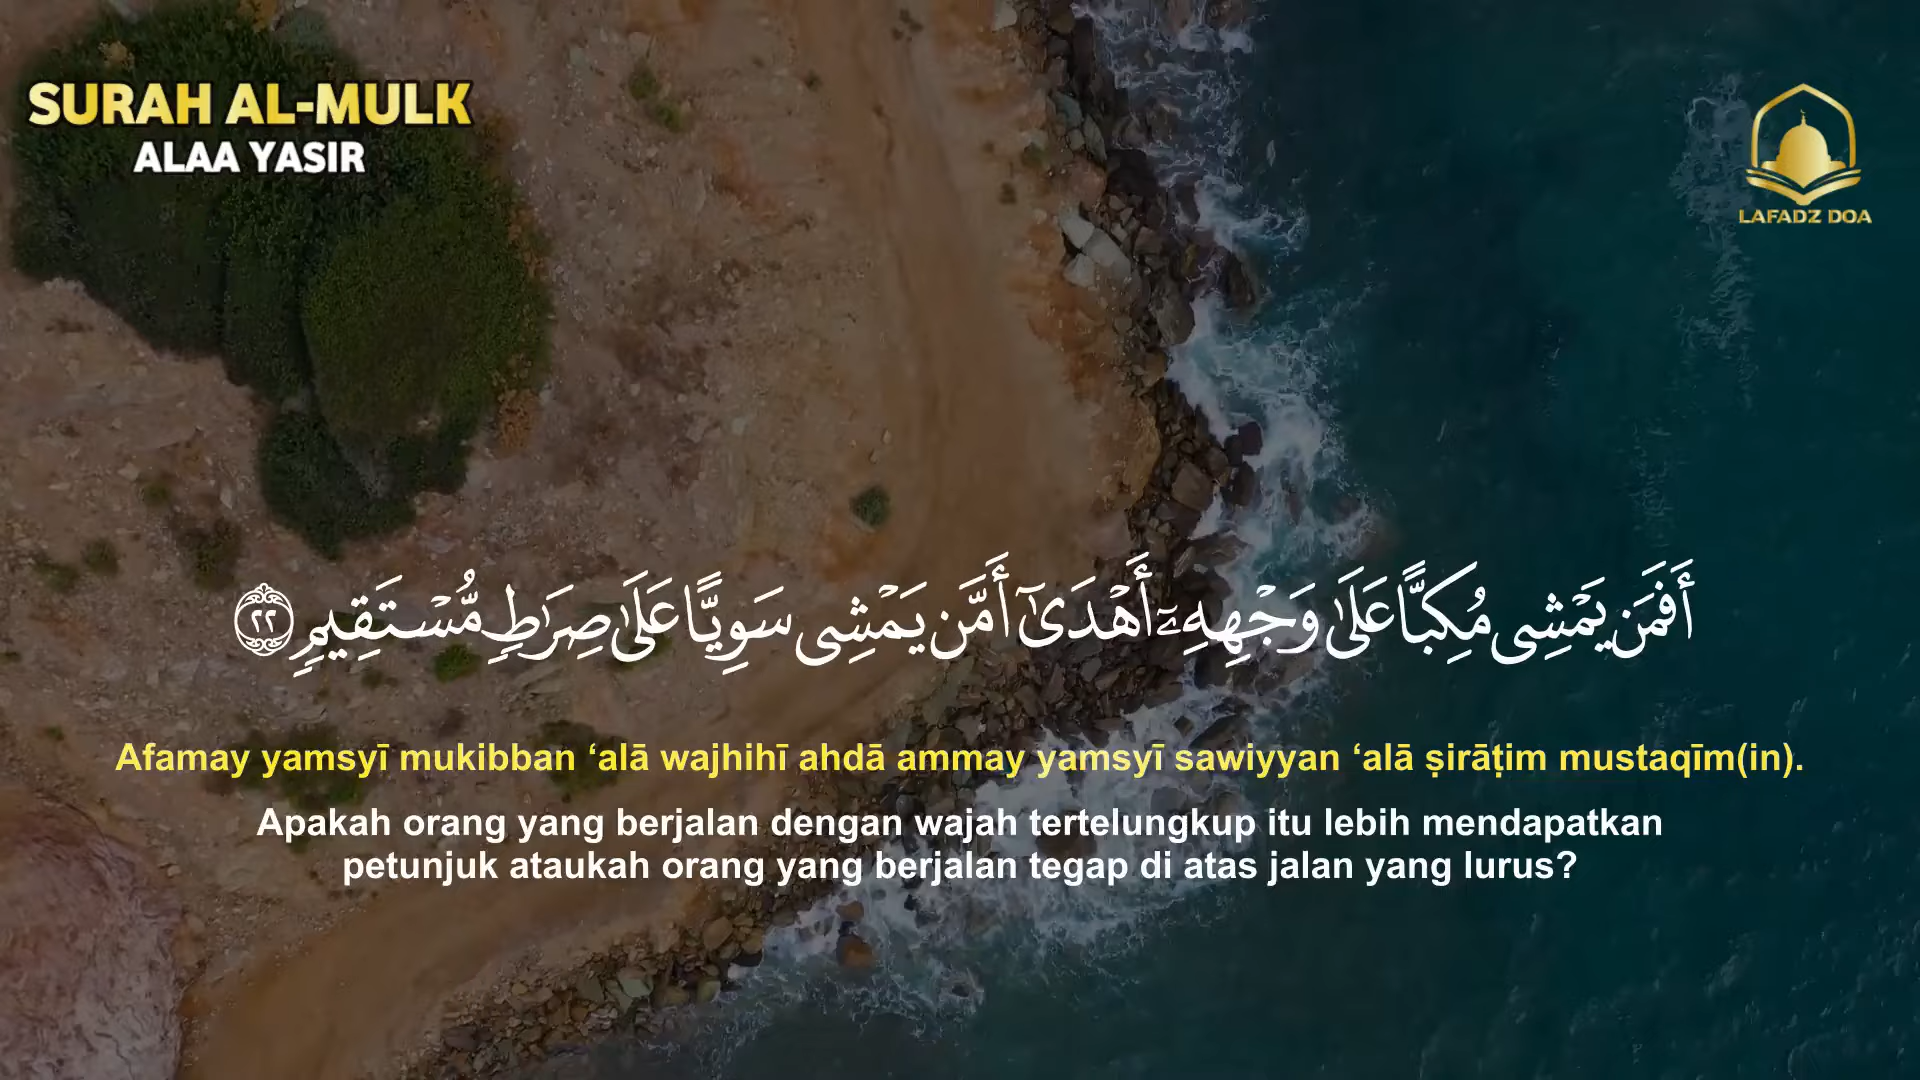 SURAH AL-MULK
ALAA YASIR
LAFADZ DOA
أَفَمَن يَمْشِى مُكِبًّا عَلَىٰ وَجْهِهِۦٓ أَهْدَىٰٓ أَمَّن يَمْشِى سَوِيًّا عَلَىٰ صِرَٰطٍ مُّسْتَقِيمٍ ٢٢
Afamay yamsyī mukibban ‘alā wajhihī ahdā ammay yamsyī sawiyyan ‘alā ṣirāṭim mustaqīm(in).
Apakah orang yang berjalan dengan wajah tertelungkup itu lebih mendapatkan
petunjuk ataukah orang yang berjalan tegap di atas jalan yang lurus?